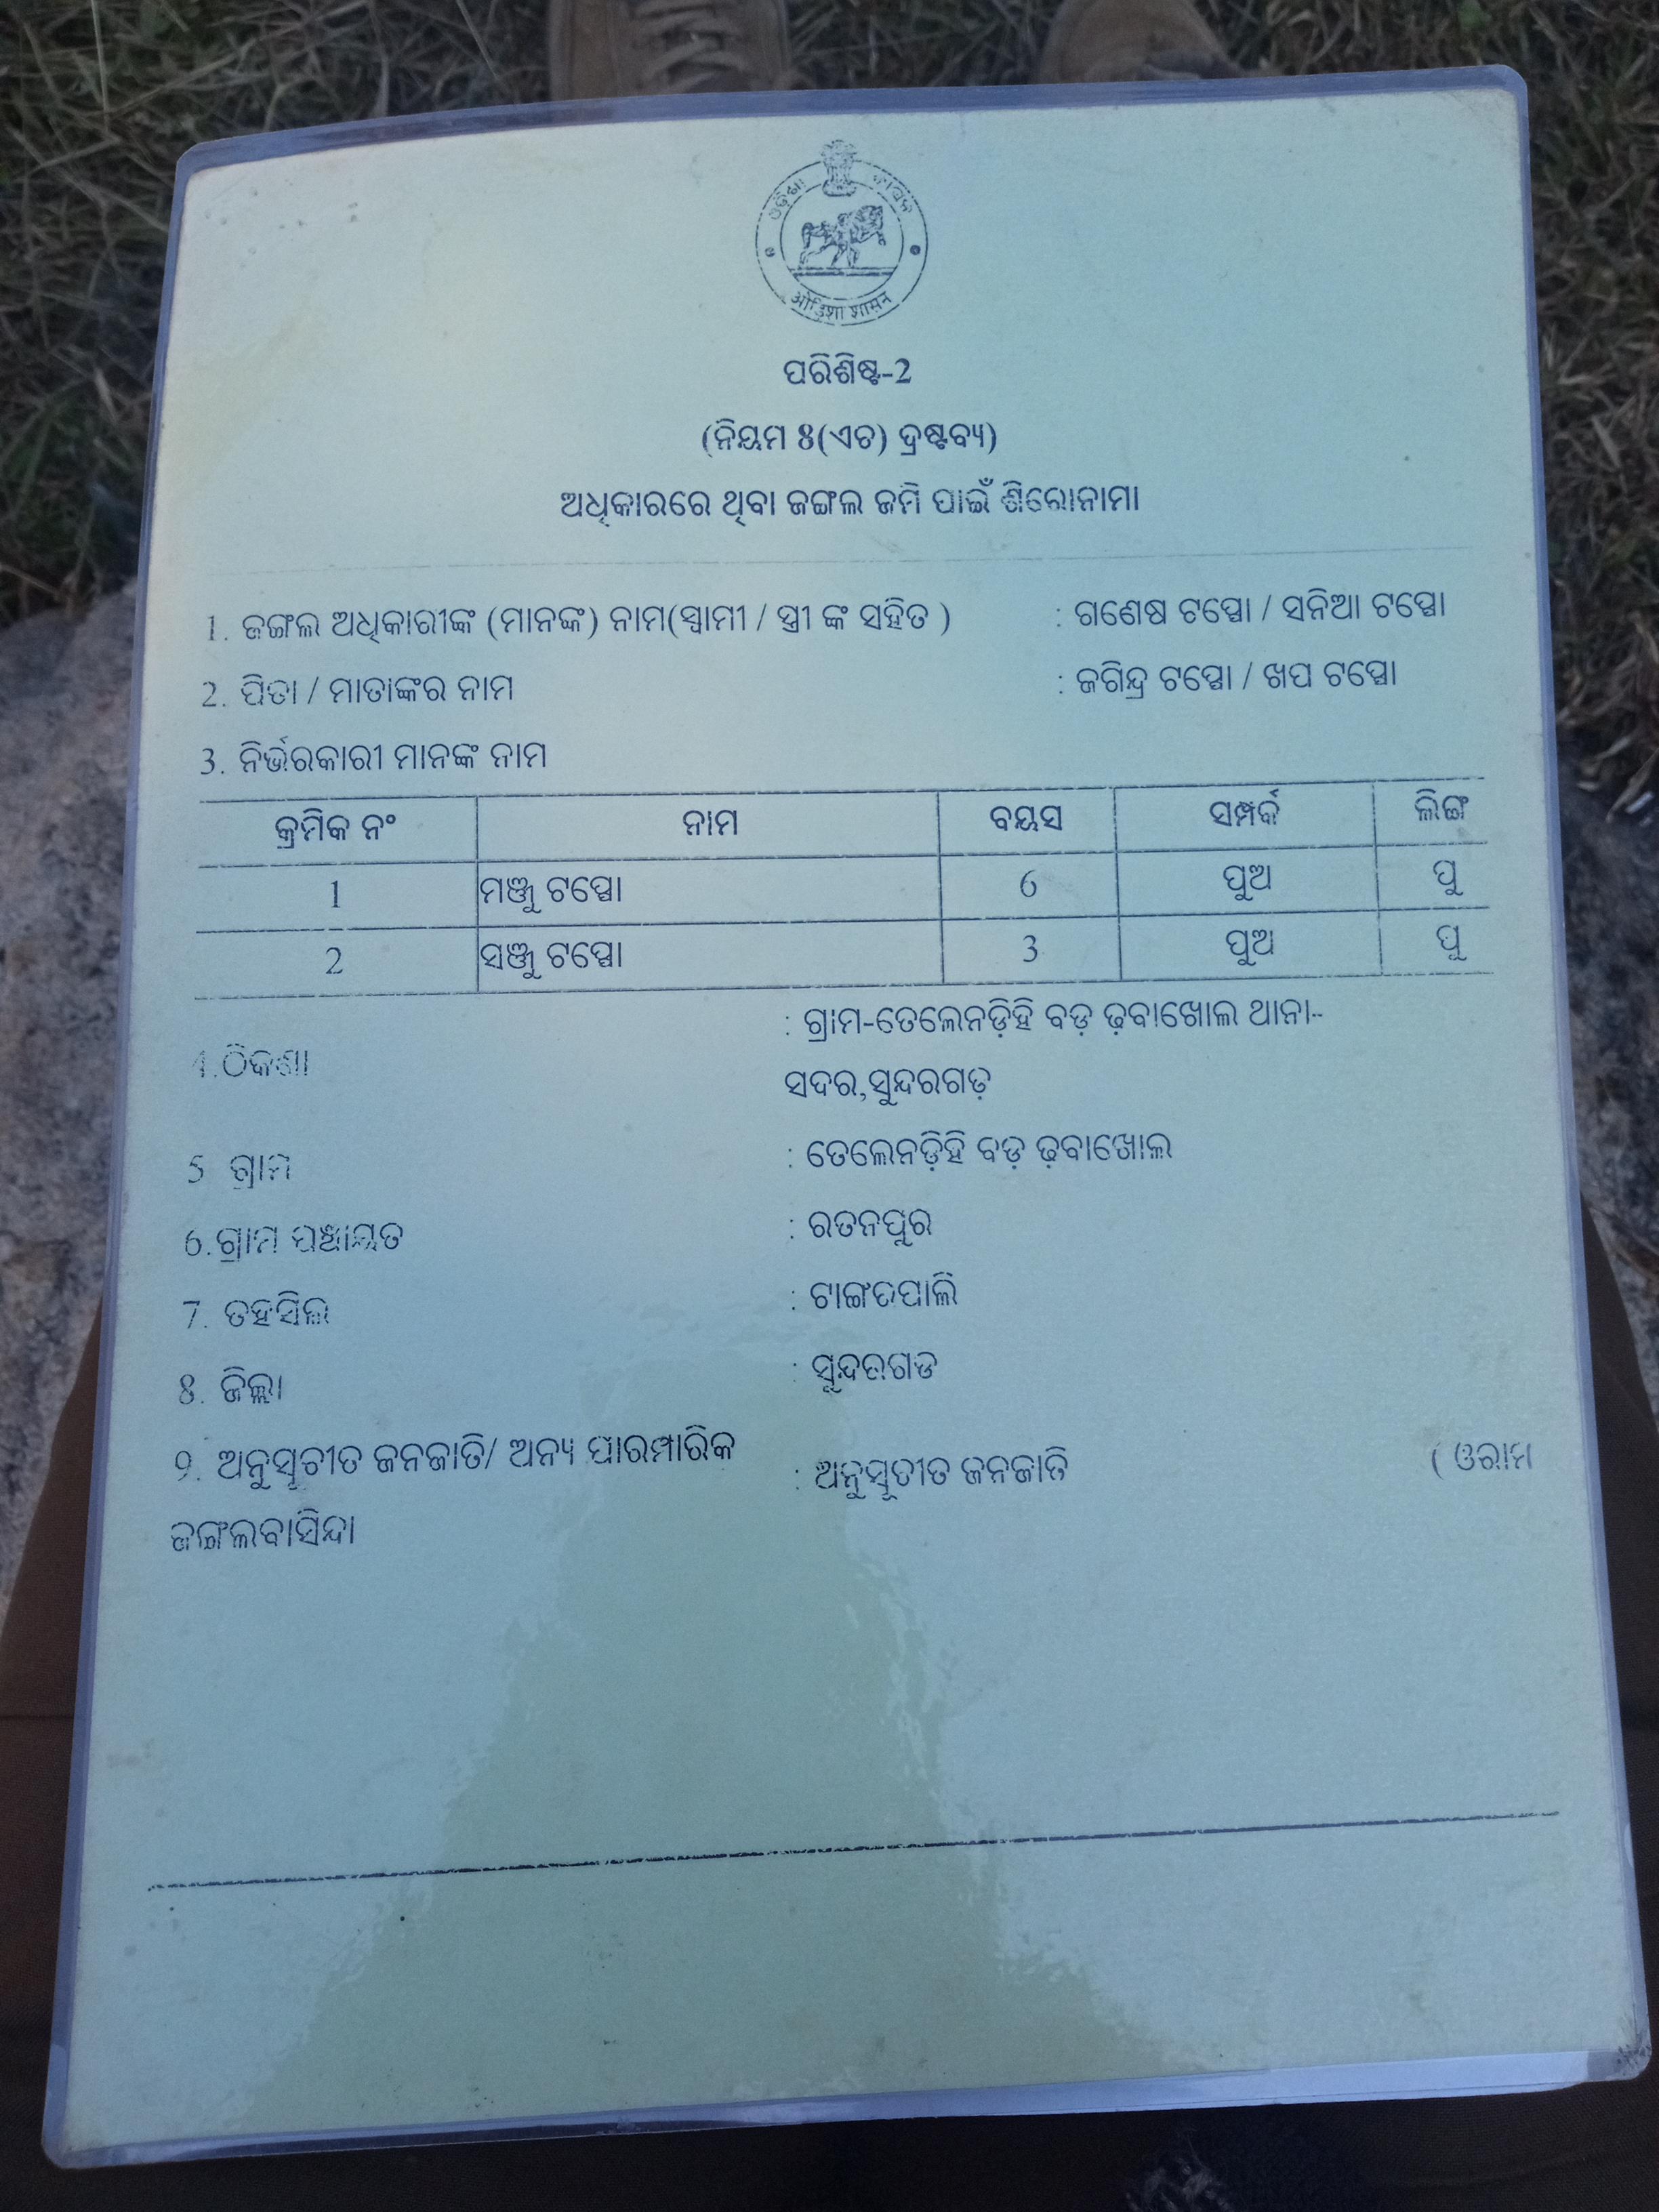 ଓଡ଼ିଶା ଶାସନ
ओड़िशा शासन
ପରିଶିଷ୍ଟ-2
(ନିୟମ 8(ଏଚ) ଦ୍ରଷ୍ଟବ୍ୟ)
ଅଧିକାରରେ ଥିବା ଜଙ୍ଗଲ ଜମି ପାଇଁ ଶିରୋନାମା
1. ଜଙ୍ଗଲ ଅଧିକାରୀଙ୍କ (ମାନଙ୍କ) ନାମ(ସ୍ୱାମୀ / ସ୍ତ୍ରୀ ଙ୍କ ସହିତ ) : ଗଣେଷ ଟପ୍ପୋ / ସନିଆ ଟପ୍ପୋ
2. ପିତା / ମାତାଙ୍କର ନାମ : ଜଗିନ୍ଦ୍ର ଟପ୍ପୋ / ଖପ ଟପ୍ପୋ
3. ନିର୍ଭରକାରୀ ମାନଙ୍କ ନାମ
କ୍ରମିକ ନଂ ନାମ ବୟସ ସମ୍ପର୍କ ଲିଙ୍ଗ
1 ମଞ୍ଜୁ ଟପ୍ପୋ 6 ପୁଅ ପୁ
2 ସଞ୍ଜୁ ଟପ୍ପୋ 3 ପୁଅ ପୁ
4.ଠିକଣା : ଗ୍ରାମ-ତେଲେନଡ଼ିହି ବଡ଼ ଢ଼ବାଖୋଲ ଥାନା-
ସଦର,ସୁନ୍ଦରଗଡ଼
5 ଗ୍ରାମ : ତେଲେନଡ଼ିହି ବଡ଼ ଢ଼ବାଖୋଲ
6.ଗ୍ରାମ ପଞ୍ଚାୟତ : ରତନପୁର
7. ତହସିଲ : ଟାଙ୍ଗରପାଲି
8. ଜିଲ୍ଲା : ସୁନ୍ଦରଗଡ
9. ଅନୁସୂଚୀତ ଜନଜାତି/ ଅନ୍ୟ ପାରମ୍ପାରିକ : ଅନୁସୂଚୀତ ଜନଜାତି ( ଓରାମ
ଜଙ୍ଗଲବାସିନ୍ଦା